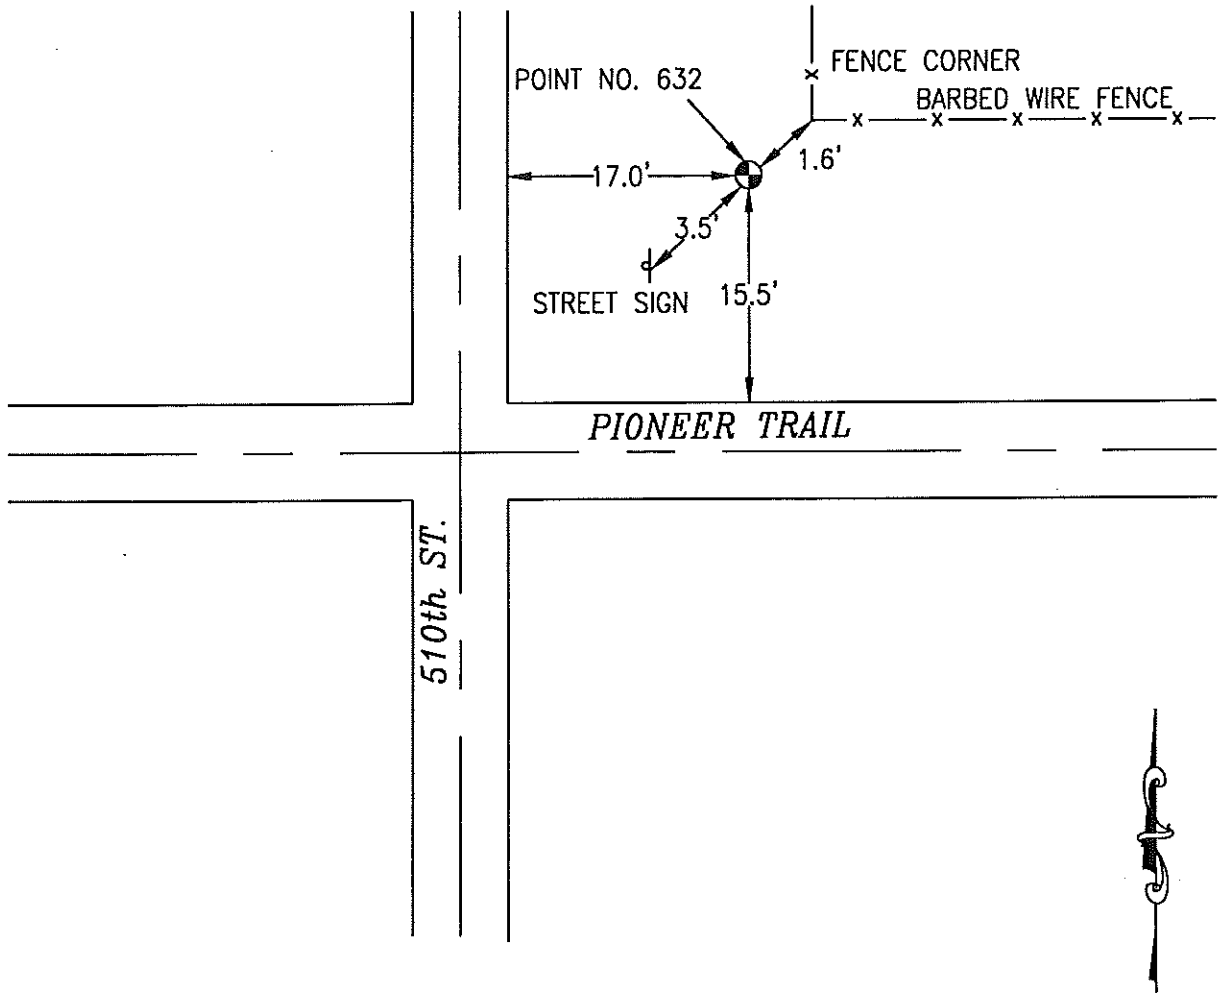 FENCE CORNER
POINT NO. 632
BARBED WIRE FENCE
1.6'
17.0'
3.5'
STREET SIGN
15.5'
PIONEER TRAIL
510th ST.